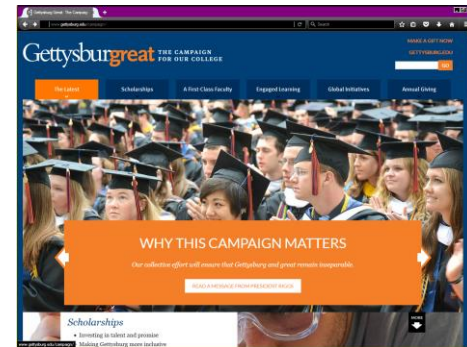 Gettysburg Great: The Campaign
www.gettysburg.edu/campaign/
Search
MAKE A GIFT NOW
GETTYSBURG.EDU
GO
Gettysburgreat THE CAMPAIGN
FOR OUR COLLEGE
The Latest
Scholarships
A First Class Faculty
Engaged Learning
Global Initiatives
Annual Giving
WHY THIS CAMPAIGN MATTERS
Our collective effort will ensure that Gettysburg and great remain inseparable.
READ A MESSAGE FROM PRESIDENT RIGGS
Scholarships
• Investing in talent and promise
• Making Gettysburg more inclusive
MORE
www.gettysburg.edu/campaign/